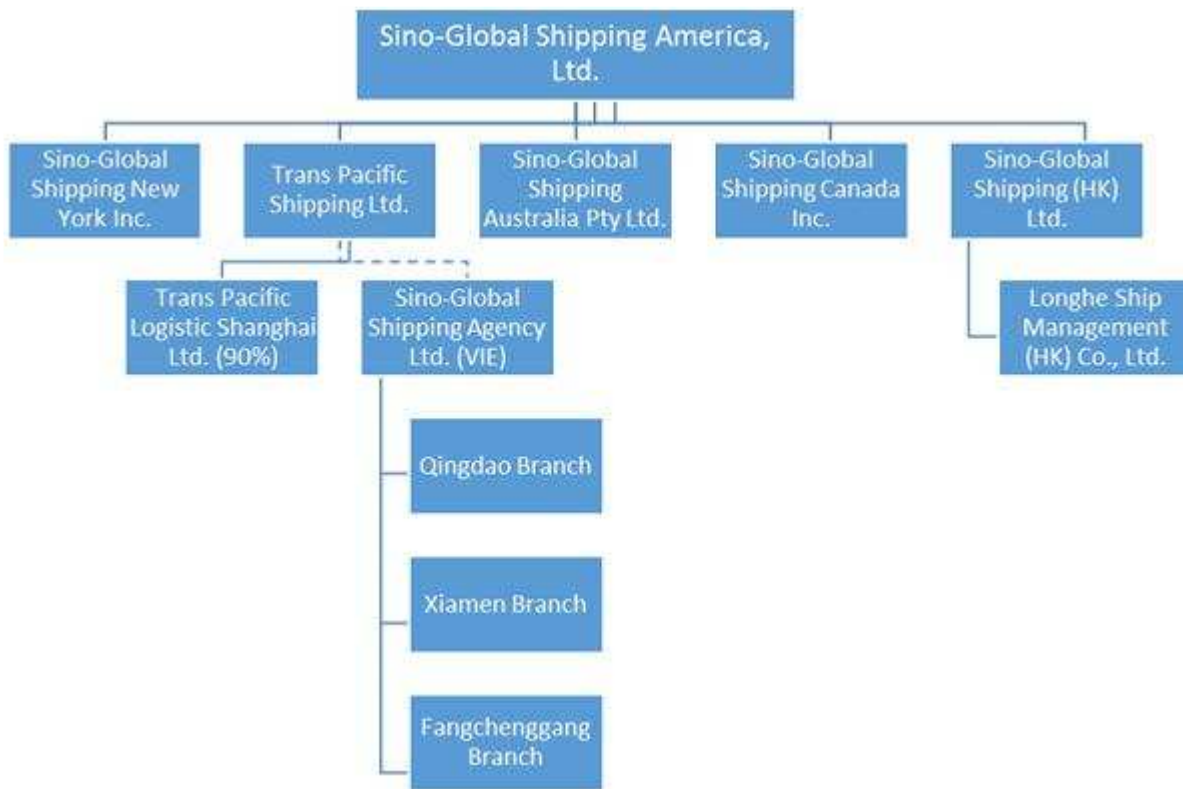 Sino-Global Shipping America,
Ltd.
Sino-Global
Shipping New
York Inc.
Trans Pacific
Shipping Ltd.
Sino-Global
Shipping
Australia Pty Ltd.
Sino-Global
Shipping Canada
Inc.
Sino-Global
Shipping (HK)
Ltd.
Trans Pacific
Logistic Shanghai
Ltd. (90%)
Sino-Global
Shipping Agency
Ltd. (VIE)
Longhe Ship
Management
(HK) Co., Ltd.
Qingdao Branch
Xiamen Branch
Fangchenggang
Branch